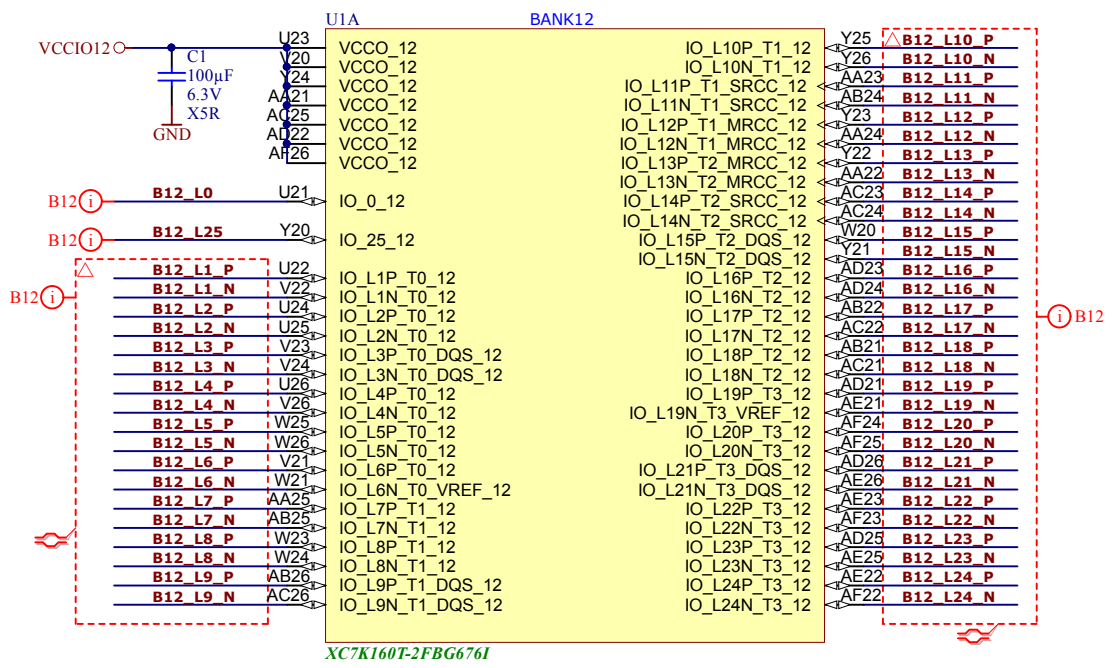 U1A
BANK12
VCCIO12
C1
100µF
6.3V
X5R
GND
U23 VCCO_12
V20 VCCO_12
Y24 VCCO_12
AA21 VCCO_12
AC25 VCCO_12
AD22 VCCO_12
AF26 VCCO_12
B12 i B12_L0 U21 IO_0_12
B12 i B12_L25 Y20 IO_25_12
B12 i
B12_L1_P U22 IO_L1P_T0_12
B12_L1_N V22 IO_L1N_T0_12
B12_L2_P U24 IO_L2P_T0_12
B12_L2_N U25 IO_L2N_T0_12
B12_L3_P V23 IO_L3P_T0_DQS_12
B12_L3_N V24 IO_L3N_T0_DQS_12
B12_L4_P U26 IO_L4P_T0_12
B12_L4_N V26 IO_L4N_T0_12
B12_L5_P W25 IO_L5P_T0_12
B12_L5_N W26 IO_L5N_T0_12
B12_L6_P V21 IO_L6P_T0_12
B12_L6_N W21 IO_L6N_T0_VREF_12
B12_L7_P AA25 IO_L7P_T1_12
B12_L7_N AB25 IO_L7N_T1_12
B12_L8_P W23 IO_L8P_T1_12
B12_L8_N W24 IO_L8N_T1_12
B12_L9_P AB26 IO_L9P_T1_DQS_12
B12_L9_N AC26 IO_L9N_T1_DQS_12
IO_L10P_T1_12 Y25 B12_L10_P
IO_L10N_T1_12 Y26 B12_L10_N
IO_L11P_T1_SRCC_12 AA23 B12_L11_P
IO_L11N_T1_SRCC_12 AB24 B12_L11_N
IO_L12P_T1_MRCC_12 Y23 B12_L12_P
IO_L12N_T1_MRCC_12 AA24 B12_L12_N
IO_L13P_T2_MRCC_12 Y22 B12_L13_P
IO_L13N_T2_MRCC_12 AA22 B12_L13_N
IO_L14P_T2_SRCC_12 AC23 B12_L14_P
IO_L14N_T2_SRCC_12 AC24 B12_L14_N
IO_L15P_T2_DQS_12 W20 B12_L15_P
IO_L15N_T2_DQS_12 Y21 B12_L15_N
IO_L16P_T2_12 AD23 B12_L16_P
IO_L16N_T2_12 AD24 B12_L16_N
IO_L17P_T2_12 AB22 B12_L17_P
IO_L17N_T2_12 AC22 B12_L17_N
IO_L18P_T2_12 AB21 B12_L18_P
IO_L18N_T2_12 AC21 B12_L18_N
IO_L19P_T3_12 AD21 B12_L19_P
IO_L19N_T3_VREF_12 AE21 B12_L19_N
IO_L20P_T3_12 AF24 B12_L20_P
IO_L20N_T3_12 AF25 B12_L20_N
IO_L21P_T3_DQS_12 AD26 B12_L21_P
IO_L21N_T3_DQS_12 AE26 B12_L21_N
IO_L22P_T3_12 AE23 B12_L22_P
IO_L22N_T3_12 AF23 B12_L22_N
IO_L23P_T3_12 AD25 B12_L23_P
IO_L23N_T3_12 AE25 B12_L23_N
IO_L24P_T3_12 AE22 B12_L24_P
IO_L24N_T3_12 AF22 B12_L24_N
i B12
XC7K160T-2FBG676I